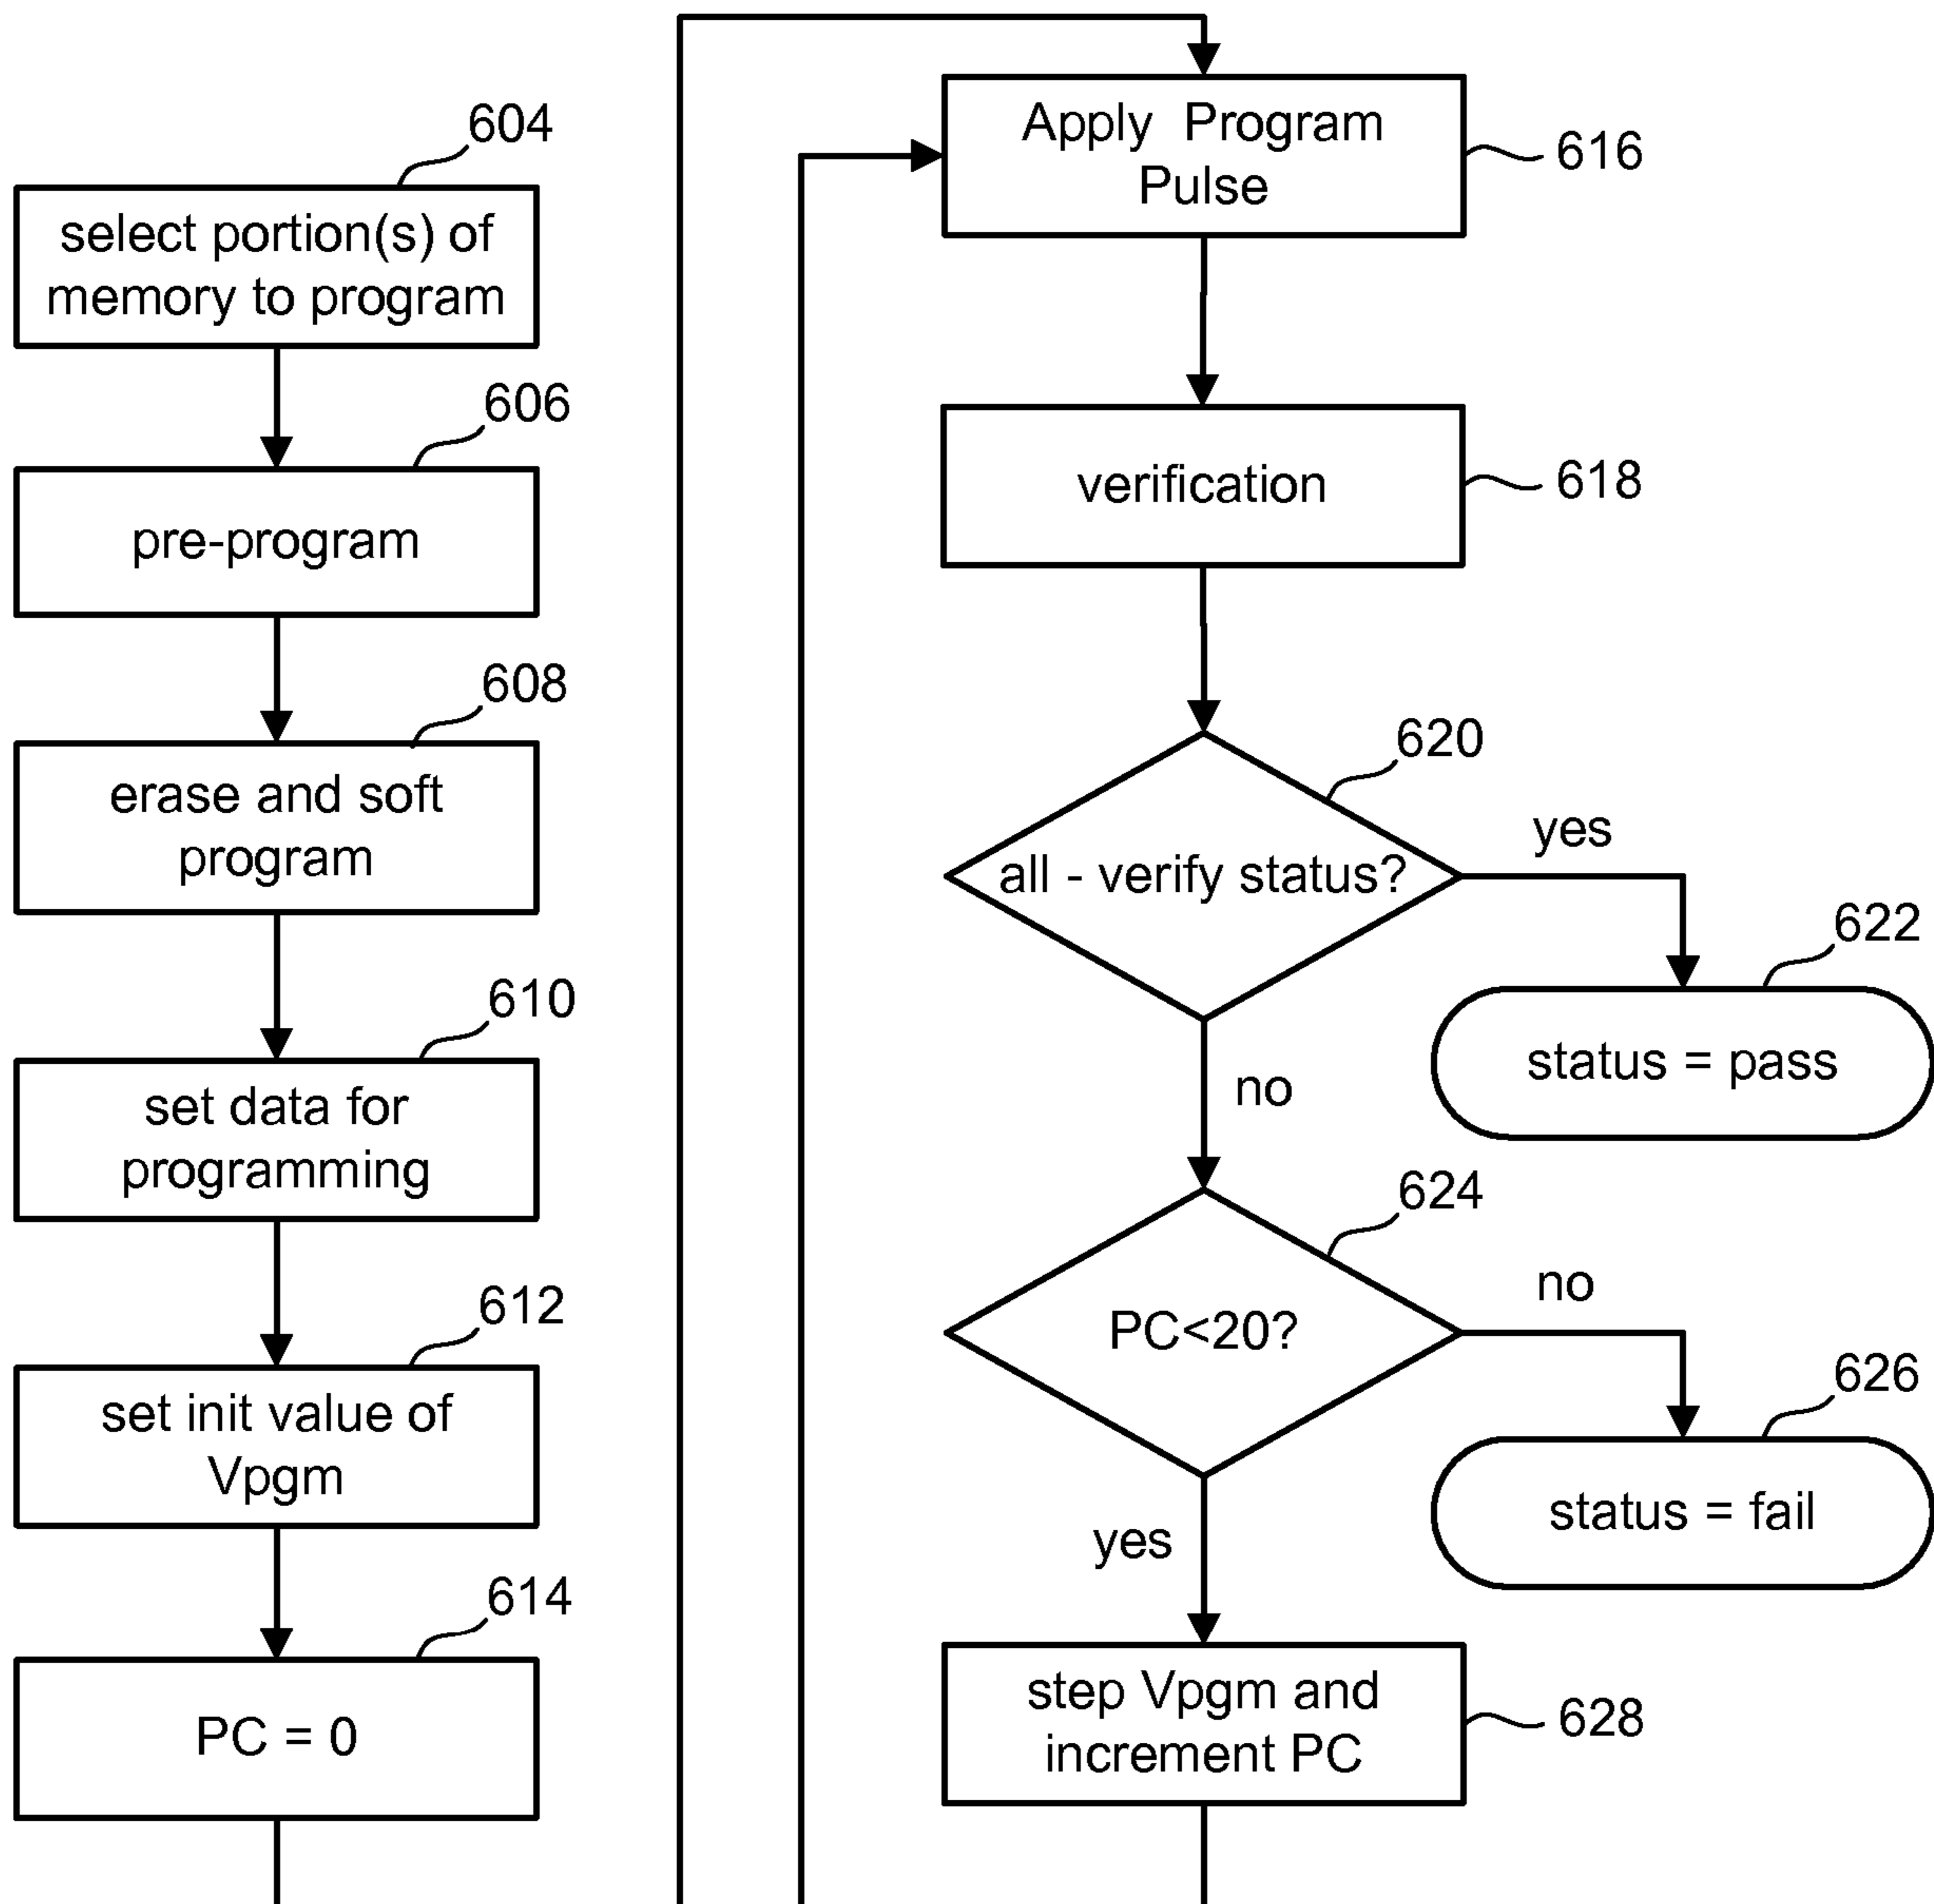 604
select portion(s) of
memory to program
606
pre-program
608
erase and soft
program
610
set data for
programming
612
set init value of
Vpgm
614
PC = 0
Apply Program
Pulse
616
verification
618
620
all - verify status?
yes
622
status = pass
no
624
PC<20?
no
626
status = fail
yes
step Vpgm and
increment PC
628